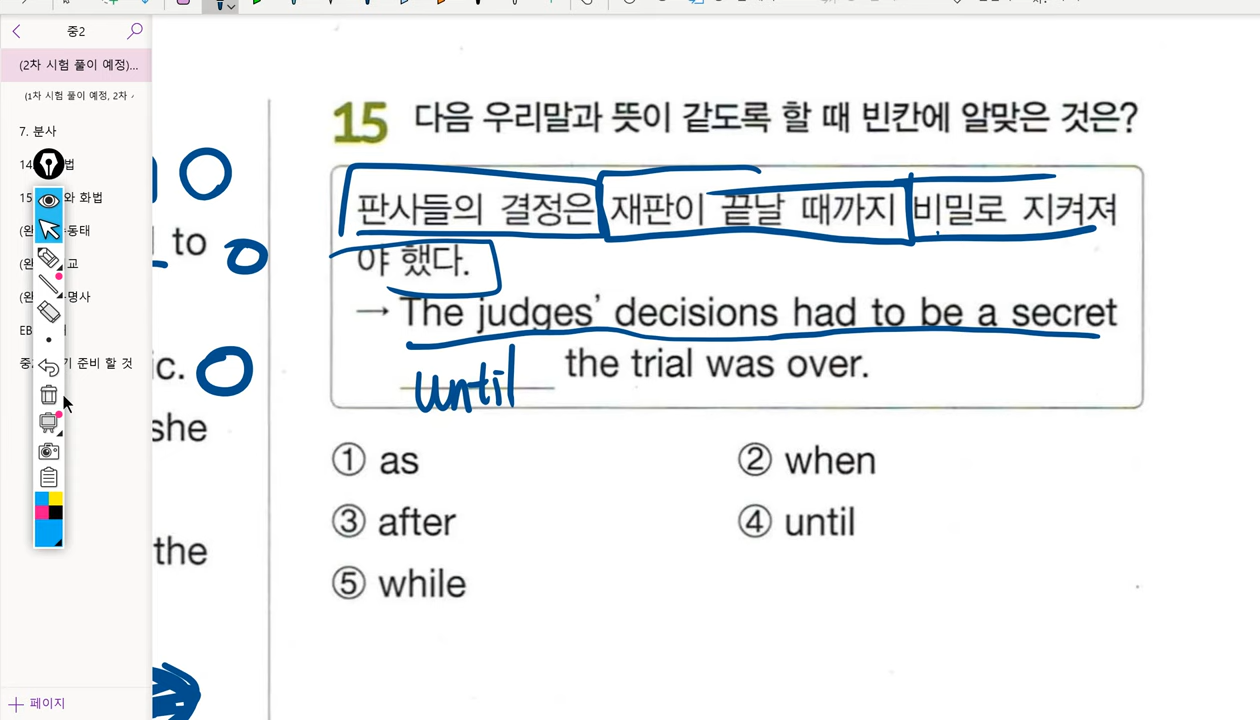 중2
(2차 시험 풀이 예정)...
(1차 시험 풀이 예정, 2차
7. 분사
14 법
15 와 화법
(완 동태
(완 교
(완 명사
EB
중 기 준비 할 것
페이지
to
ic.
she
the
15 다음 우리말과 뜻이 같도록 할 때 빈칸에 알맞은 것은?
판사들의 결정은 재판이 끝날 때까지 비밀로 지켜져
야 했다.
→ The judges' decisions had to be a secret
until the trial was over.
① as ② when
③ after ④ until
⑤ while